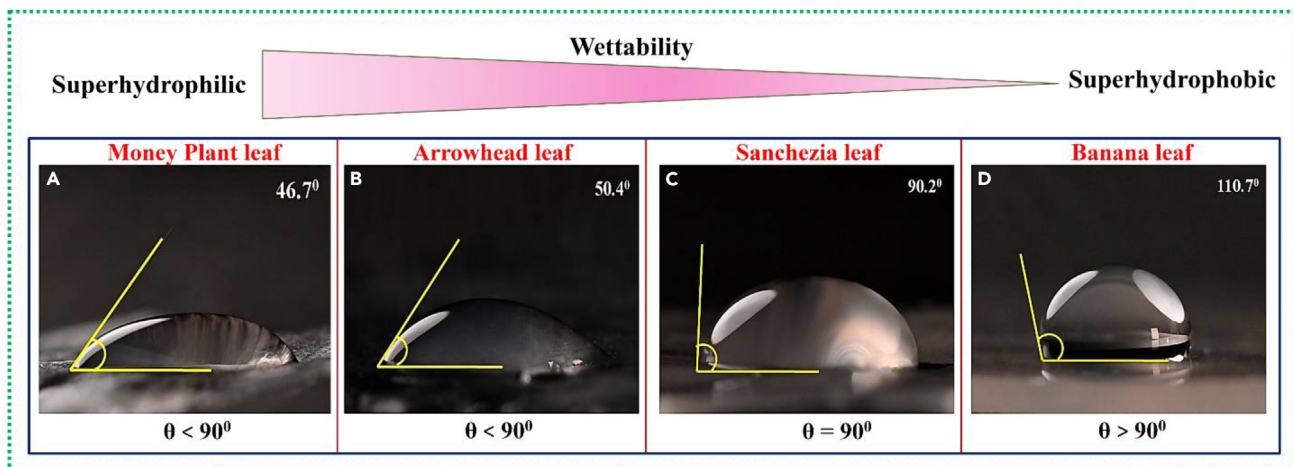 Wettability
Superhydrophilic
Superhydrophobic
Money Plant leaf
Arrowhead leaf
Sanchezia leaf
Banana leaf
A
46.7⁰
B
50.4⁰
C
90.2⁰
D
110.7⁰
θ < 90⁰
θ < 90⁰
θ = 90⁰
θ > 90⁰